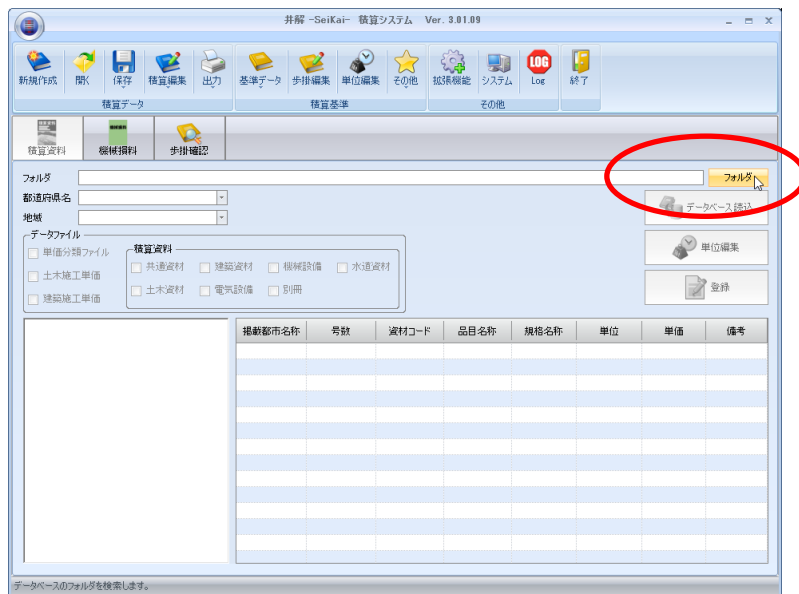 井解 -SeiKai- 積算システム Ver. 3.01.09
新規作成 開く 保存 積算編集 出力 基準データ 歩掛編集 単位編集 その他 拡張機能 システム LOG Log 終了
積算データ 積算基準 その他
積算資料 機械損料 歩掛確認
フォルダ フォルダ
都道府県名 データベース読込
地域
データファイル
単価分類ファイル 積算資料 単位編集
共通資材 建築資材 機械設備 水道資材
土木施工単価
土木資材 電気設備 別冊 登録
建築施工単価
掲載都市名称 号数 資材コード 品目名称 規格名称 単位 単価 備考
データベースのフォルダを検索します。